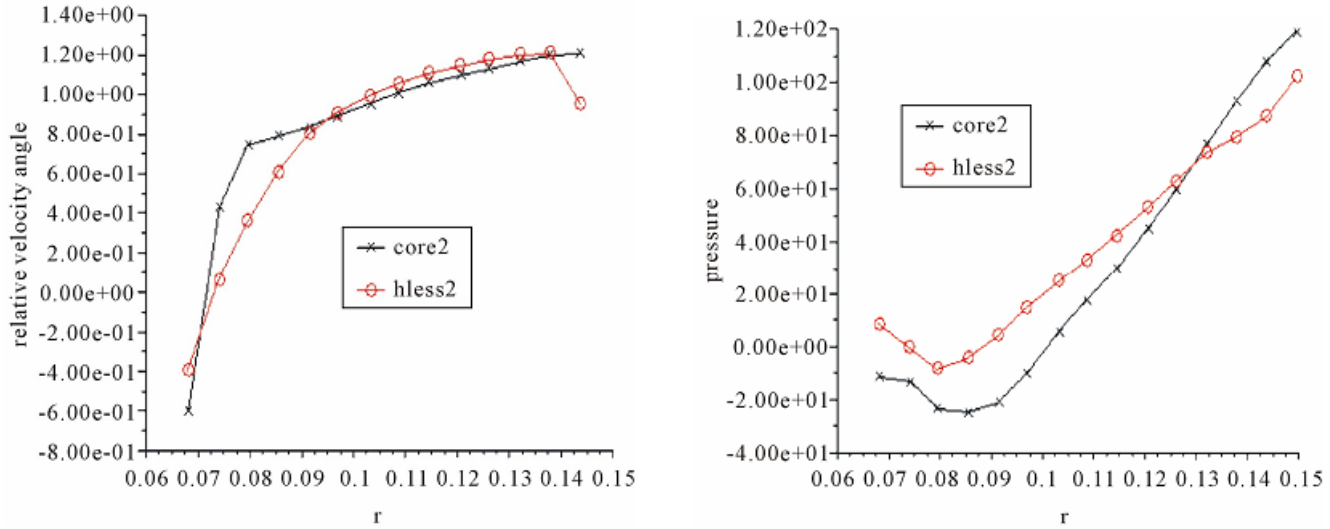 1.40e+00
1.20e+00
1.00e+00
8.00e-01
6.00e-01
4.00e-01
2.00e-01
0.00e+00
-2.00e-01
-4.00e-01
-6.00e-01
-8.00e-01
relative velocity angle
core2
hless2
0.06 0.07 0.08 0.09 0.1 0.11 0.12 0.13 0.14 0.15
r
1.20e+02
1.00e+02
8.00e+01
6.00e+01
4.00e+01
2.00e+01
0.00e+00
-2.00e+01
-4.00e+01
pressure
core2
hless2
0.06 0.07 0.08 0.09 0.1 0.11 0.12 0.13 0.14 0.15
r